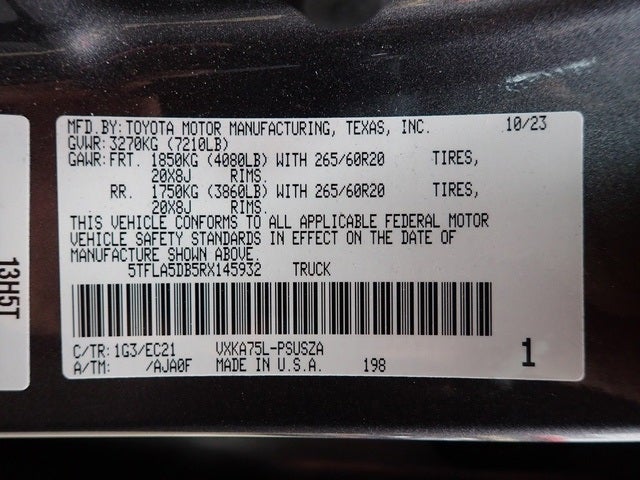 MFD.BY:TOYOTA MOTOR MANUFACTURING, TEXAS, INC. 10/23
GVWR:3270KG (7210LB)
GAWR:FRT. 1850KG (4080LB) WITH 265/60R20 TIRES,
20X8J RIMS.
RR. 1750KG (3860LB) WITH 265/60R20 TIRES,
20X8J RIMS.
THIS VEHICLE CONFORMS TO ALL APPLICABLE FEDERAL MOTOR
VEHICLE SAFETY STANDARDS IN EFFECT ON THE DATE OF
MANUFACTURE SHOWN ABOVE.
5TFLA5DB5RX145932 TRUCK
C/TR:1G3/EC21 VXKA75L-PSUSZA
A/TM: /AJA0F MADE IN U.S.A. 198 1
13H5T